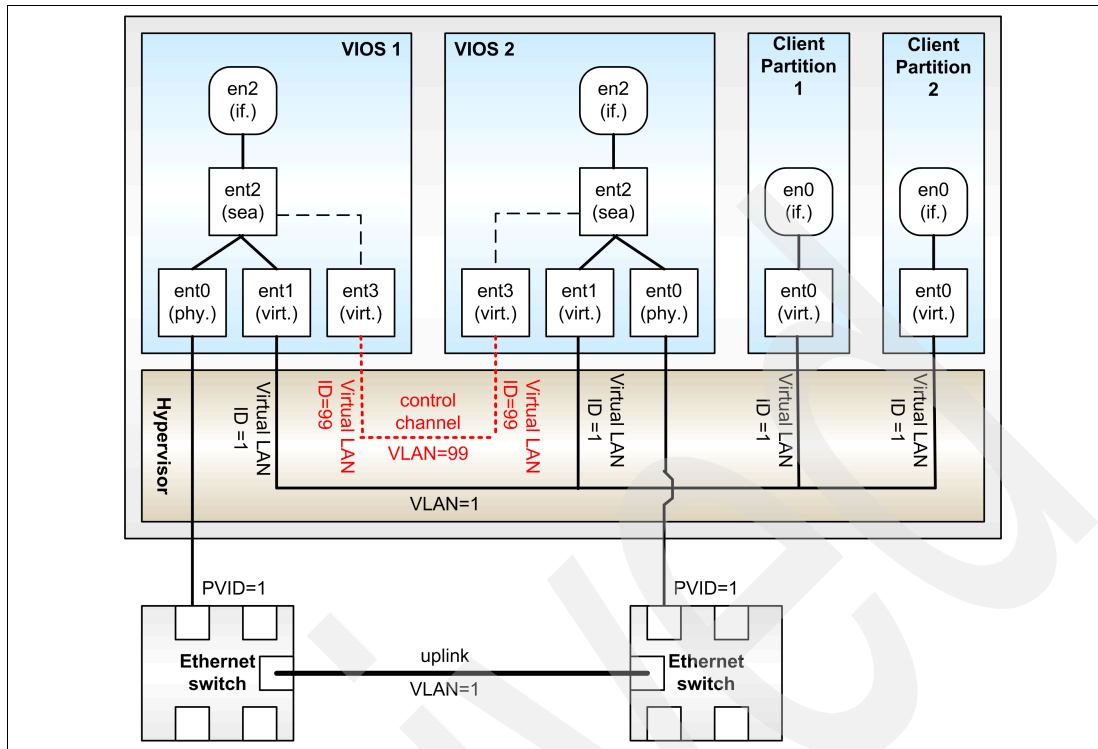 VIOS 1
en2
(if.)
ent2
(sea)
ent0
(phy.)
ent1
(virt.)
ent3
(virt.)
VIOS 2
en2
(if.)
ent2
(sea)
ent3
(virt.)
ent1
(virt.)
ent0
(phy.)
Client
Partition
1
en0
(if.)
ent0
(virt.)
Client
Partition
2
en0
(if.)
ent0
(virt.)
Hypervisor
Virtual LAN
ID =1
Virtual LAN
ID=99
control
channel
VLAN=99
Virtual LAN
ID=99
Virtual LAN
ID =1
Virtual LAN
ID =1
Virtual LAN
ID =1
VLAN=1
PVID=1
PVID=1
Ethernet
switch
uplink
VLAN=1
Ethernet
switch